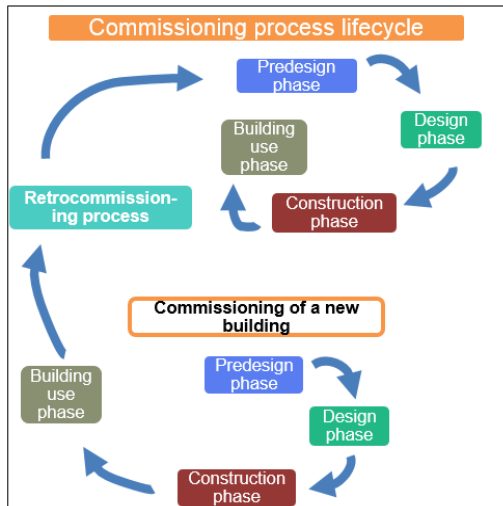 Commissioning process lifecycle
Predesign
phase
Design
phase
Building
use
phase
Construction
phase
Retrocommission-
ing process
Commissioning of a new
building
Predesign
phase
Design
phase
Construction
phase
Building
use
phase